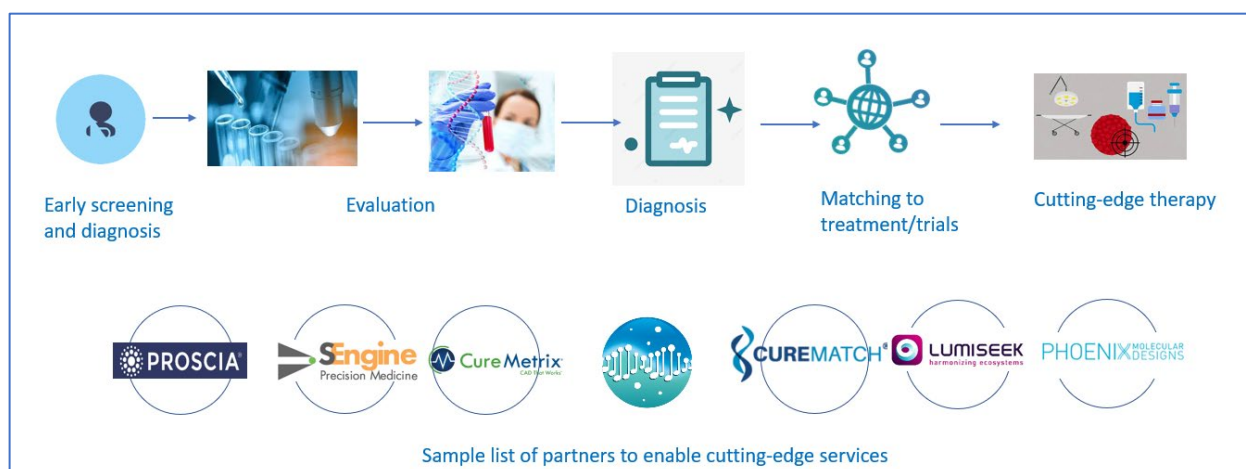 Early screening
and diagnosis
Evaluation
Diagnosis
Matching to
treatment/trials
Cutting-edge therapy
PROSCIA®
SEngine
Precision Medicine
CureMetrix®
CAD That Works®
CUREMATCH®
LUMISEEK
harmonizing ecosystems
PHOENIX MOLECULAR
DESIGNS
Sample list of partners to enable cutting-edge services